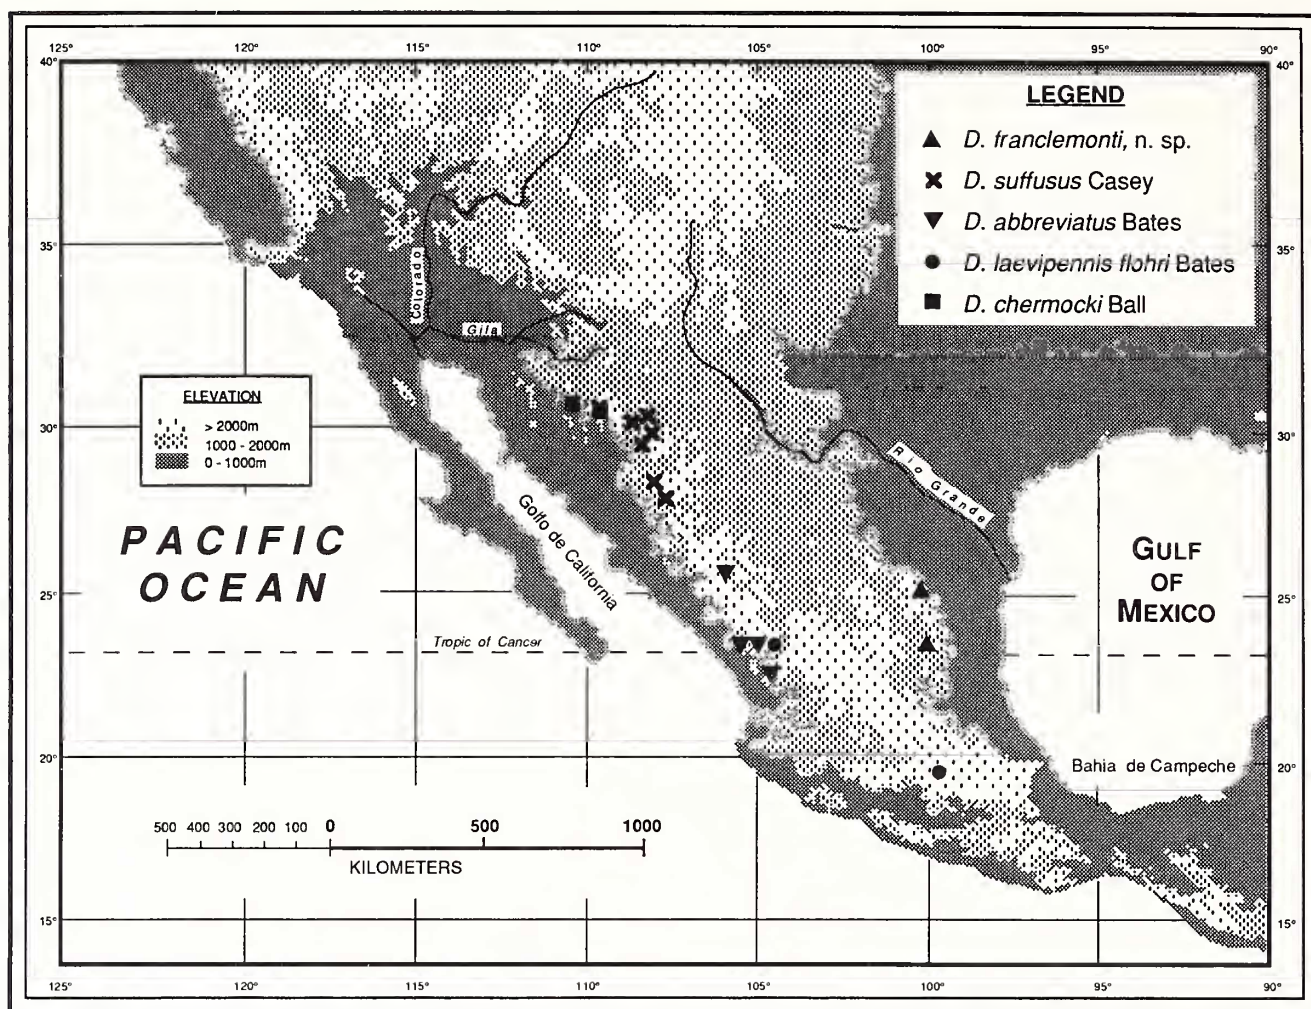 125° 120° 115° 110° 105° 100° 95° 90°
40° 40°
LEGEND
D. franclemonti, n. sp.
D. suffusus Casey
D. abbreviatus Bates
D. laevipennis flohri Bates
D. chermocki Ball
35° 35°
Colorado
Gila
ELEVATION
> 2000m
1000 - 2000m
0 - 1000m
30° 30°
Rio Grande
Golfo de California
PACIFIC
OCEAN
GULF
OF
MEXICO
25° 25°
Tropic of Cancer
20° 20°
Bahia de Campeche
500 400 300 200 100 0 500 1000
KILOMETERS
15° 15°
125° 120° 115° 110° 105° 100° 95° 90°